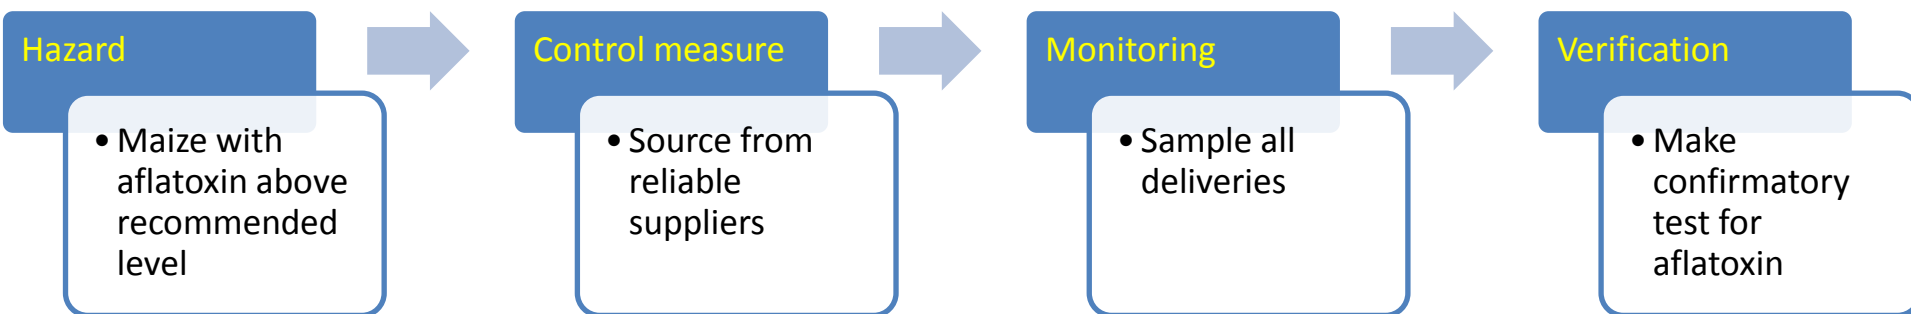 Hazard
• Maize with
aflatoxin above
recommended
level
Control measure
• Source from
reliable
suppliers
Monitoring
• Sample all
deliveries
Verification
• Make
confirmatory
test for
aflatoxin